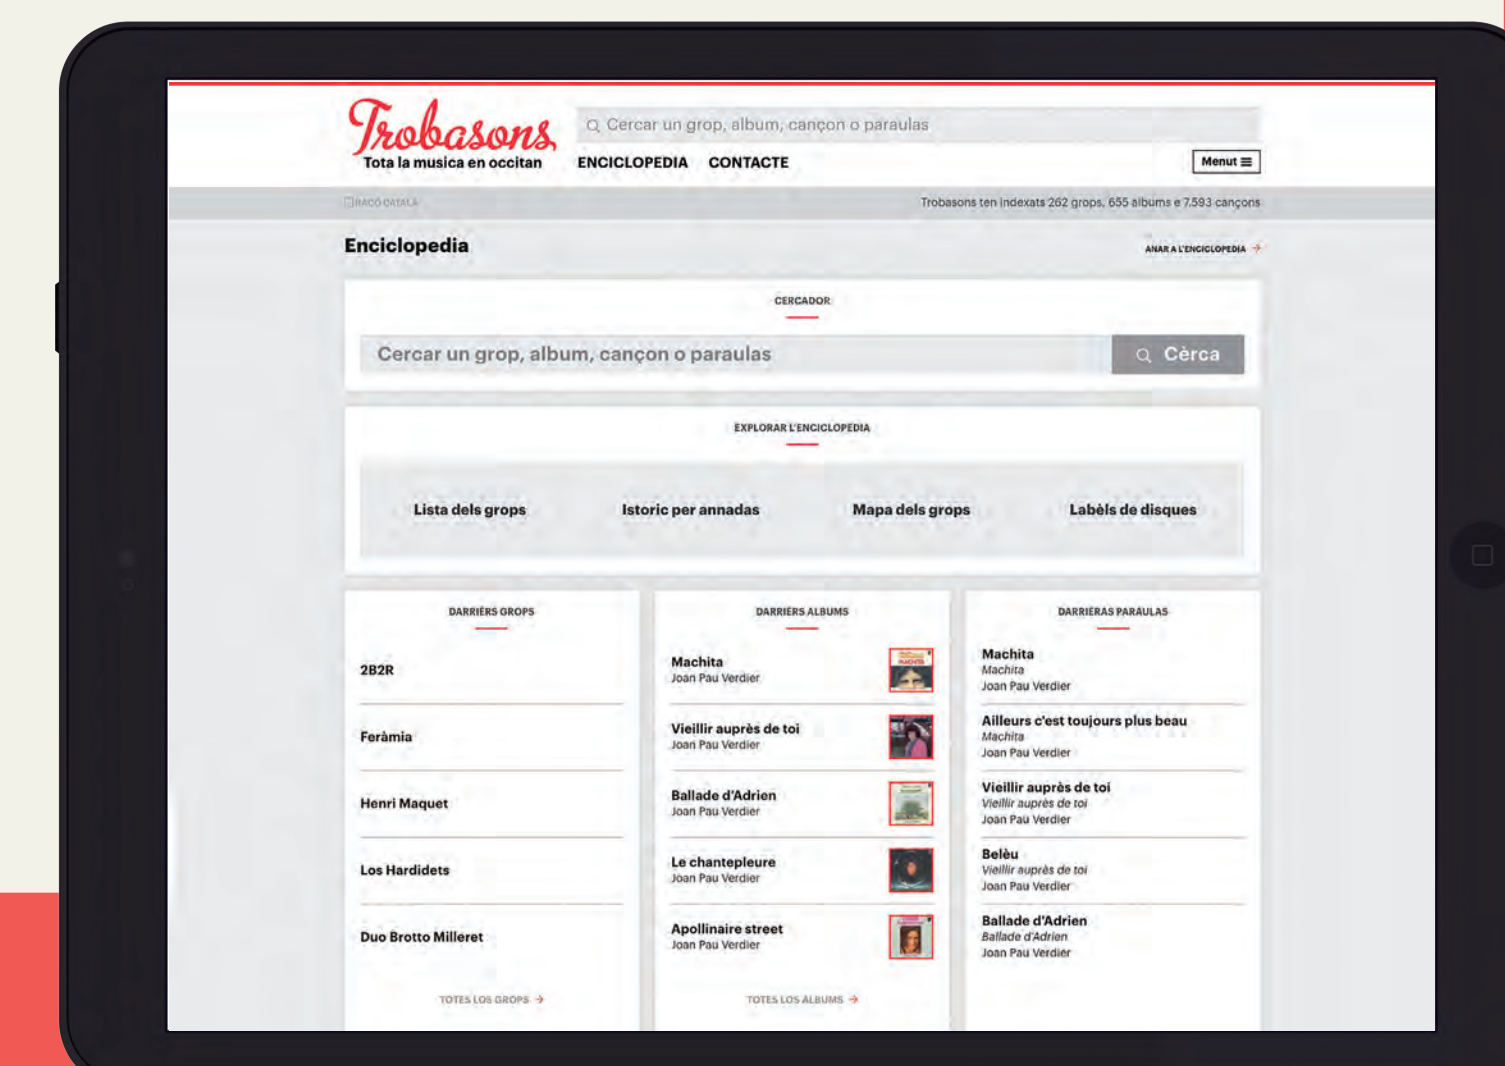 Trobasons
Tota la musica en occitan
Cercar un grop, album, cançon o paraulas
ENCICLOPEDIA CONTACTE
Menut
RACÓ CATALÀ
Trobasons ten indexats 262 grops, 655 albums e 7.593 cançons
Enciclopedia
ANAR A L'ENCICLOPEDIA →
CERCADOR
Cercar un grop, album, cançon o paraulas
Cèrca
EXPLORAR L'ENCICLOPEDIA
Lista dels grops
Istoric per annadas
Mapa dels grops
Labèls de disques
DARRIÈRS GROPS
2B2R
Feràmia
Henri Maquet
Los Hardidets
Duo Brotto Milleret
TOTES LOS GROPS →
DARRIÈRS ALBUMS
Machita
Joan Pau Verdier
Vieillir auprès de toi
Joan Pau Verdier
Ballade d'Adrien
Joan Pau Verdier
Le chantepleure
Joan Pau Verdier
Apollinaire street
Joan Pau Verdier
TOTES LOS ALBUMS →
DARRIÈRAS PARAULAS
Machita
Machita
Joan Pau Verdier
Ailleurs c'est toujours plus beau
Machita
Joan Pau Verdier
Vieillir auprès de toi
Vieillir auprès de toi
Joan Pau Verdier
Belèu
Vieillir auprès de toi
Joan Pau Verdier
Ballade d'Adrien
Ballade d'Adrien
Joan Pau Verdier